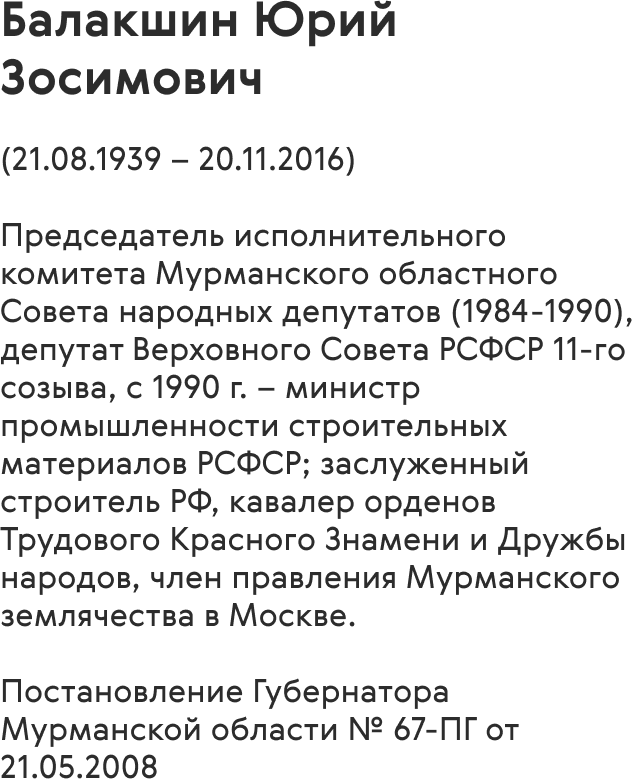 Балакшин Юрий
Зосимович
(21.08.1939 – 20.11.2016)
Председатель исполнительного
комитета Мурманского областного
Совета народных депутатов (1984-1990),
депутат Верховного Совета РСФСР 11-го
созыва, с 1990 г. – министр
промышленности строительных
материалов РСФСР; заслуженный
строитель РФ, кавалер орденов
Трудового Красного Знамени и Дружбы
народов, член правления Мурманского
землячества в Москве.
Постановление Губернатора
Мурманской области № 67-ПГ от
21.05.2008